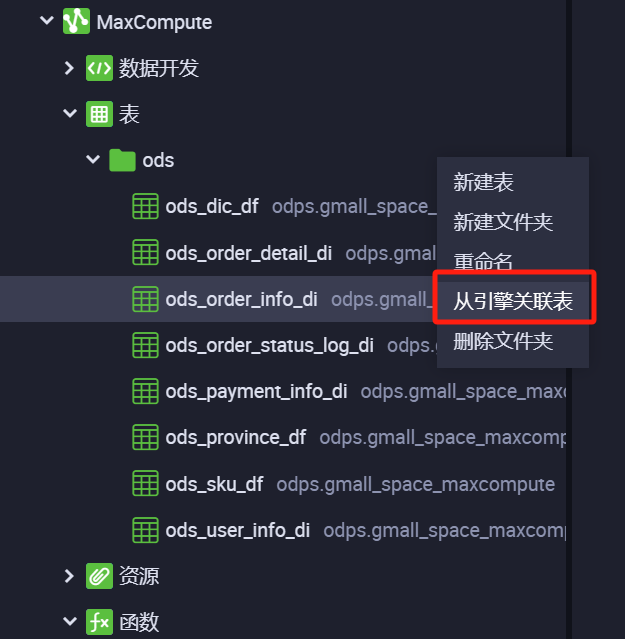 MaxCompute
数据开发
表
ods
新建表
ods_dic_df odps.gmall_space_
新建文件夹
ods_order_detail_di odps.gmal
重命名
ods_order_info_di odps.gmall_
从引擎关联表
ods_order_status_log_di odps.g
删除文件夹
ods_payment_info_di odps.gmall_space_maxc
ods_province_df odps.gmall_space_maxcomp
ods_sku_df odps.gmall_space_maxcompute
ods_user_info_di odps.gmall_space_maxcomp
资源
函数